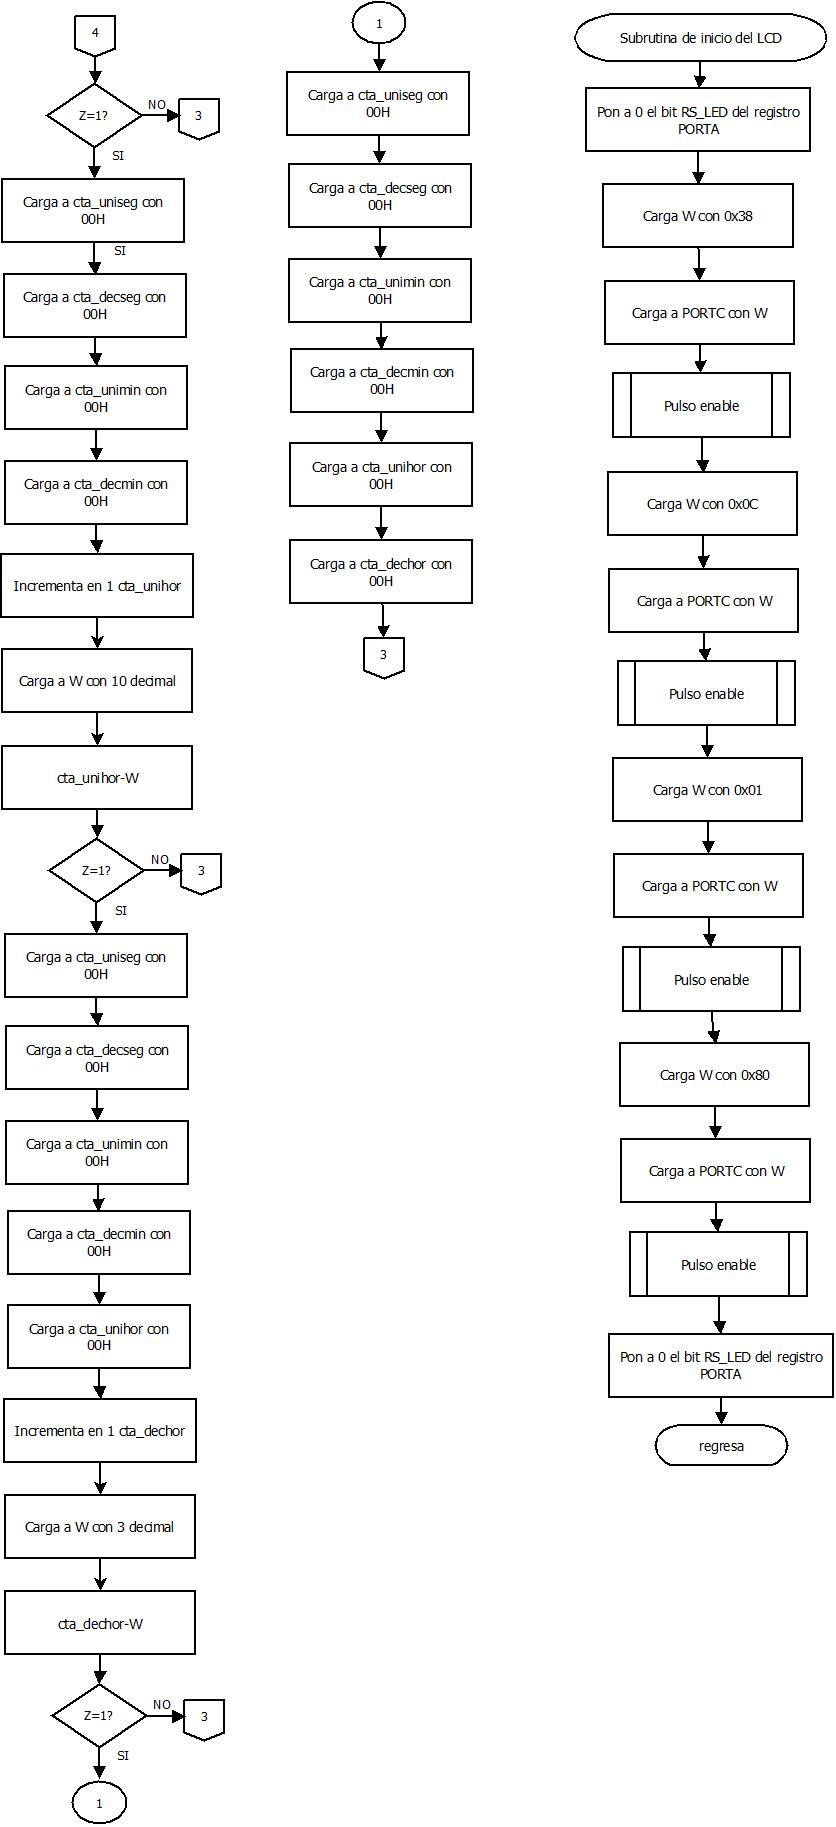 4
Z=1?
NO
3
SI
Carga a cta_uniseg con
00H
SI
Carga a cta_decseg con
00H
Carga a cta_unimin con
00H
Carga a cta_decmin con
00H
Incrementa en 1 cta_unihor
Carga a W con 10 decimal
cta_unihor-W
Z=1?
NO
3
SI
Carga a cta_uniseg con
00H
Carga a cta_decseg con
00H
Carga a cta_unimin con
00H
Carga a cta_decmin con
00H
Carga a cta_unihor con
00H
Incrementa en 1 cta_dechor
Carga a W con 3 decimal
cta_dechor-W
Z=1?
NO
3
SI
1
1
Carga a cta_uniseg con
00H
Carga a cta_decseg con
00H
Carga a cta_unimin con
00H
Carga a cta_decmin con
00H
Carga a cta_unihor con
00H
Carga a cta_dechor con
00H
3
Subrutina de inicio del LCD
Pon a 0 el bit RS_LED del registro
PORTA
Carga W con 0x38
Carga a PORTC con W
Pulso enable
Carga W con 0x0C
Carga a PORTC con W
Pulso enable
Carga W con 0x01
Carga a PORTC con W
Pulso enable
Carga W con 0x80
Carga a PORTC con W
Pulso enable
Pon a 0 el bit RS_LED del registro
PORTA
regresa